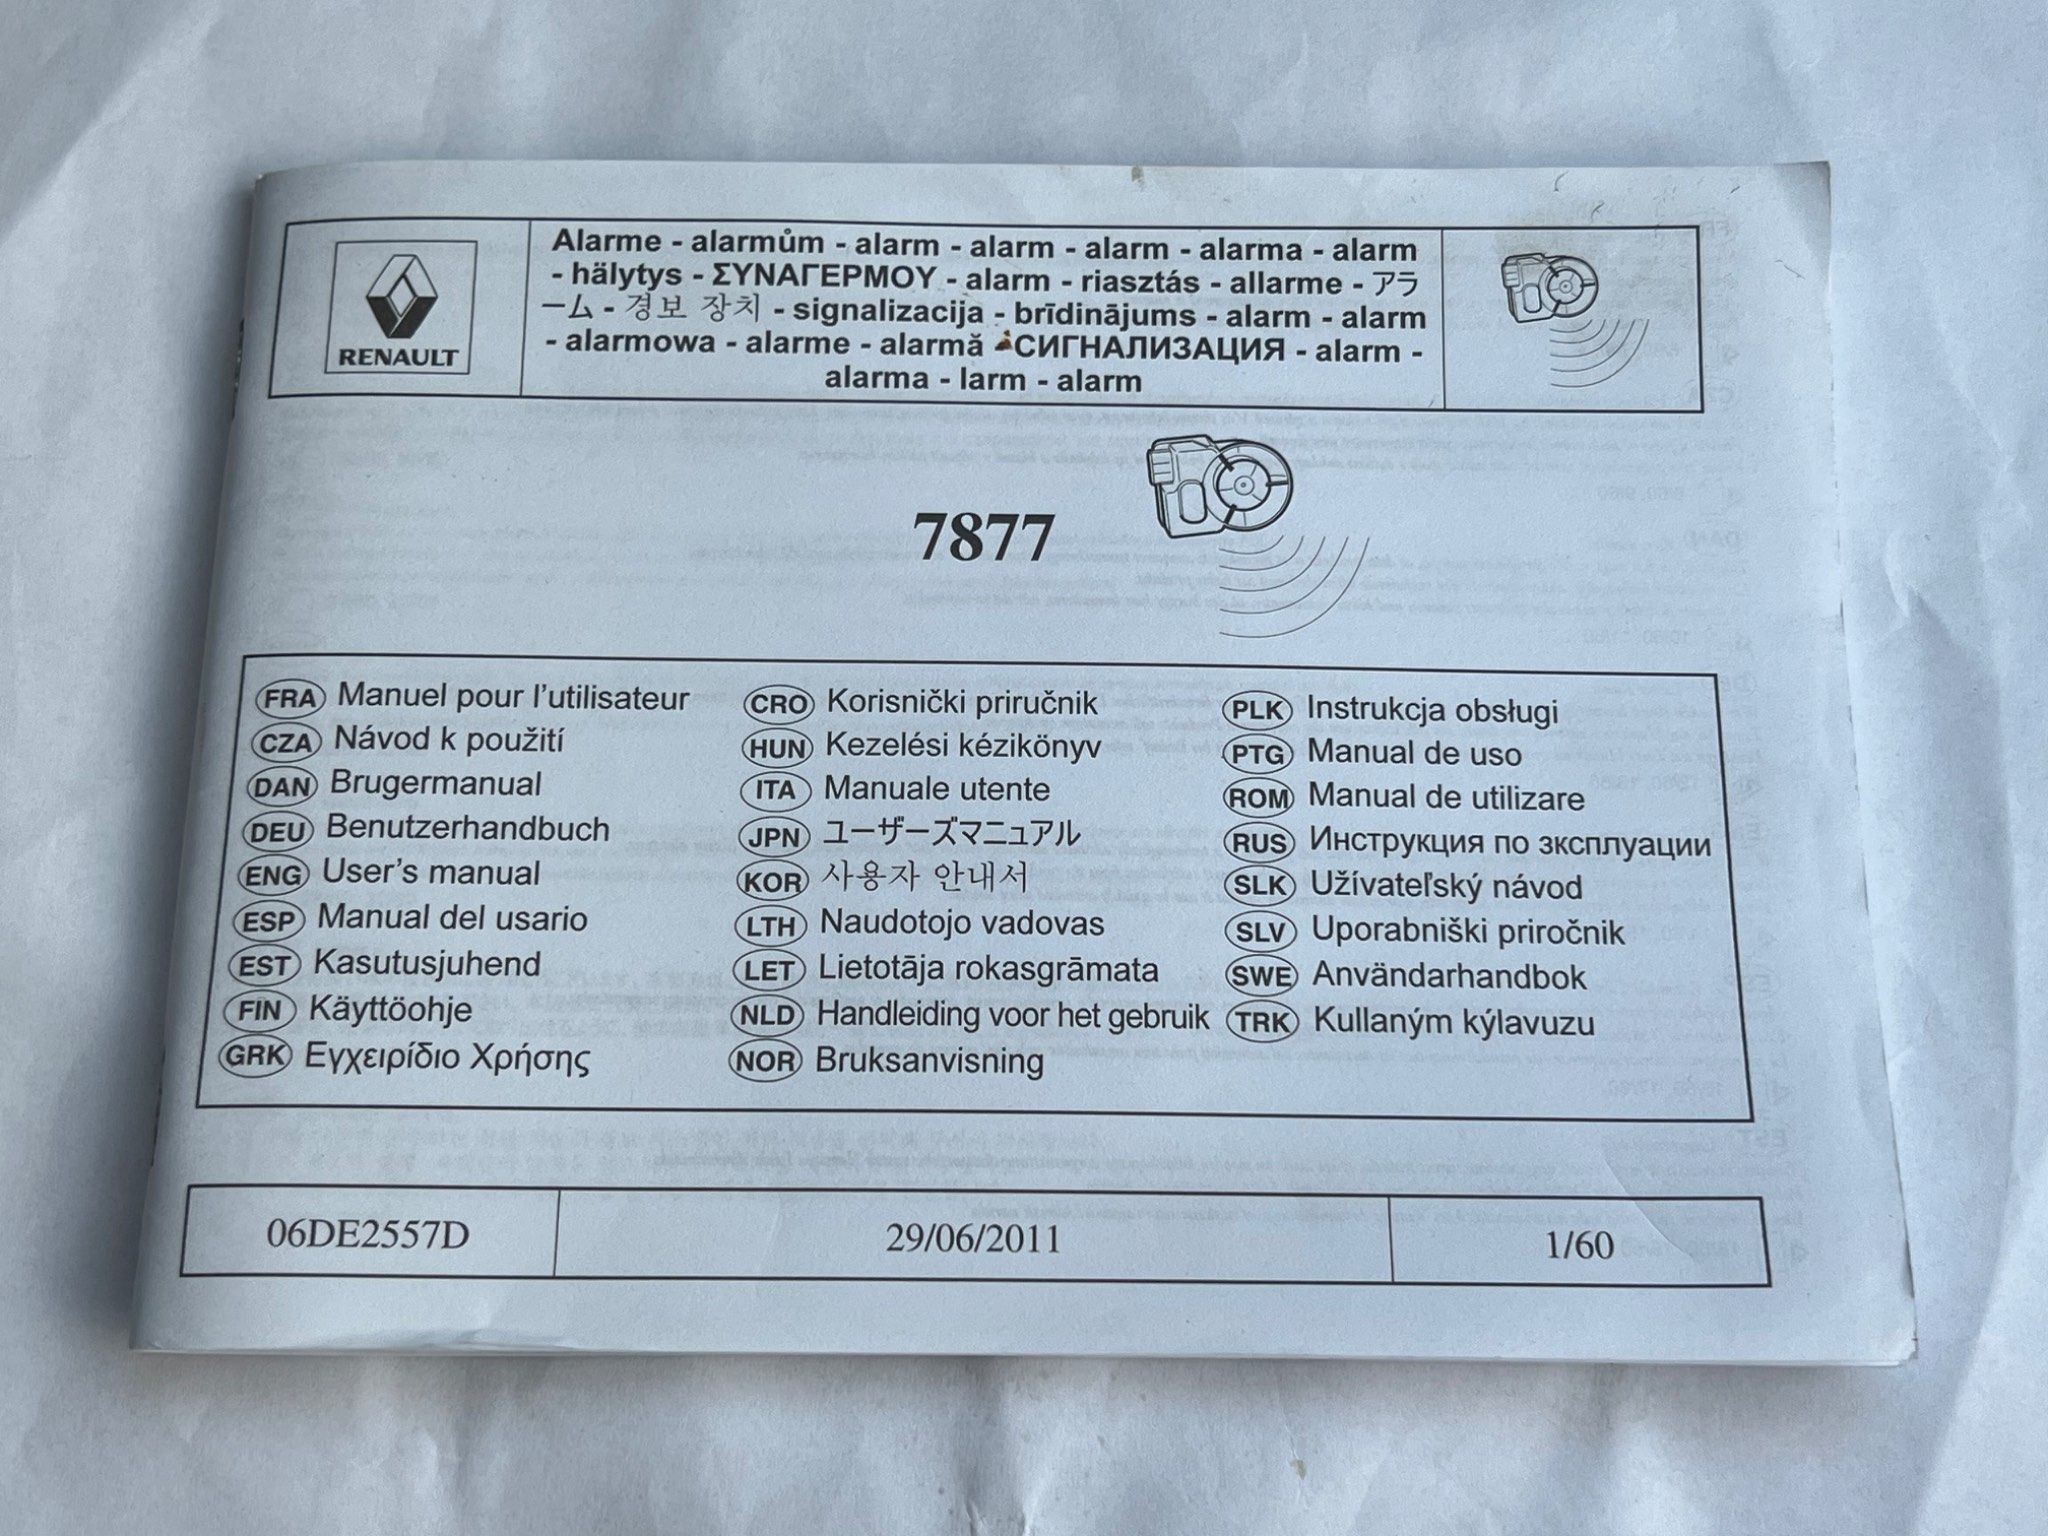 RENAULT
Alarme - alarmům - alarm - alarm - alarm - alarma - alarm
- hälytys - ΣΥΝΑΓΕΡΜΟΥ - alarm - riasztás - allarme - アラ
ーム - 경보 장치 - signalizacija - brīdinājums - alarm - alarm
- alarmowa - alarme - alarmă - СИГНАЛИЗАЦИЯ - alarm -
alarma - larm - alarm
7877
FRA Manuel pour l'utilisateur
CZA Návod k použití
DAN Brugermanual
DEU Benutzerhandbuch
ENG User's manual
ESP Manual del usario
EST Kasutusjuhend
FIN Käyttöohje
GRK Εγχειρίδιο Χρήσης
CRO Korisnički priručnik
HUN Kezelési kézikönyv
ITA Manuale utente
JPN ユーザーズマニュアル
KOR 사용자 안내서
LTH Naudotojo vadovas
LET Lietotāja rokasgrāmata
NLD Handleiding voor het gebruik
NOR Bruksanvisning
PLK Instrukcja obsługi
PTG Manual de uso
ROM Manual de utilizare
RUS Инструкция по зксплуации
SLK Užívateľský návod
SLV Uporabniški priročnik
SWE Användarhandbok
TRK Kullaným kýlavuzu
06DE2557D
29/06/2011
1/60